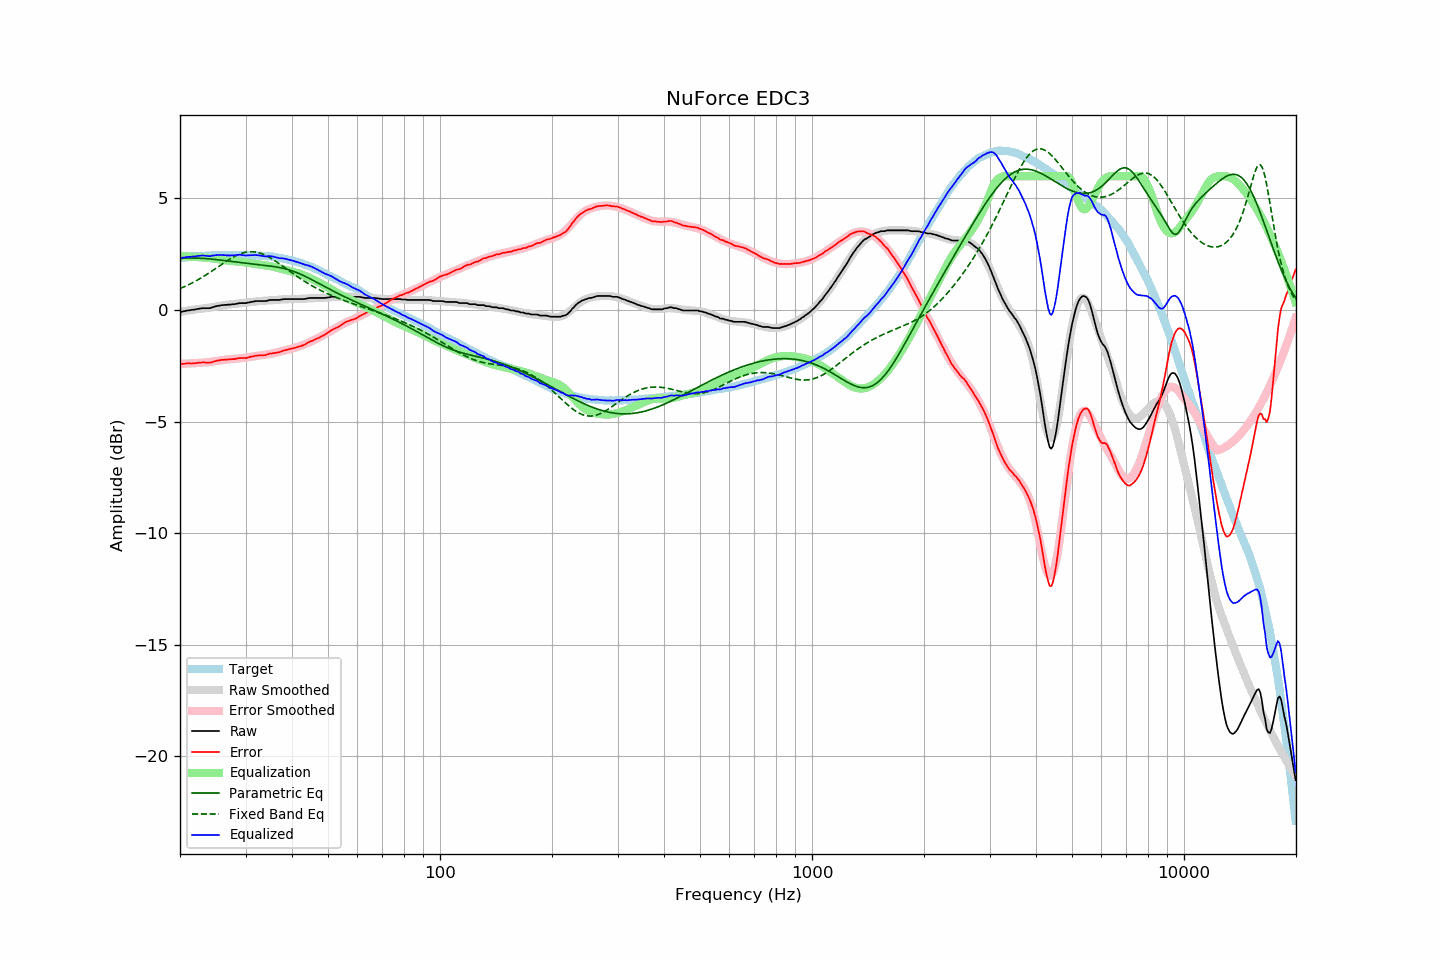 NuForce EDC3
Amplitude (dBr)
5
0
−5
−10
−15
−20
Target
Raw Smoothed
Error Smoothed
Raw
Error
Equalization
Parametric Eq
Fixed Band Eq
Equalized
100
1000
10000
Frequency (Hz)